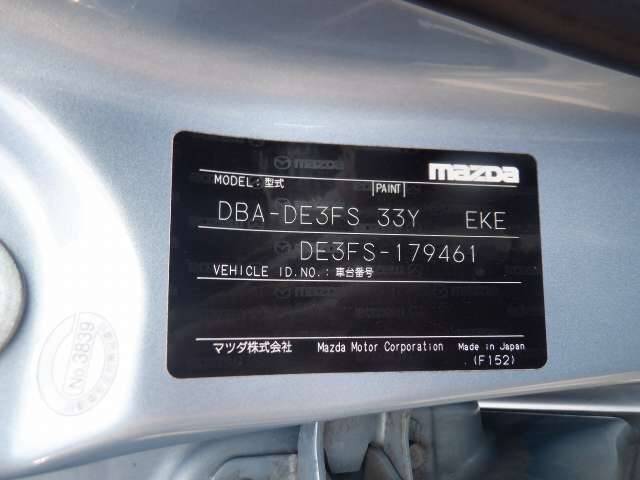 mazda
MODEL:型式 PAINT
DBA-DE3FS 33Y EKE
DE3FS-179461
VEHICLE ID.NO.:車台番号
マツダ株式会社 Mazda Motor Corporation Made in Japan
(F152)
No.3839